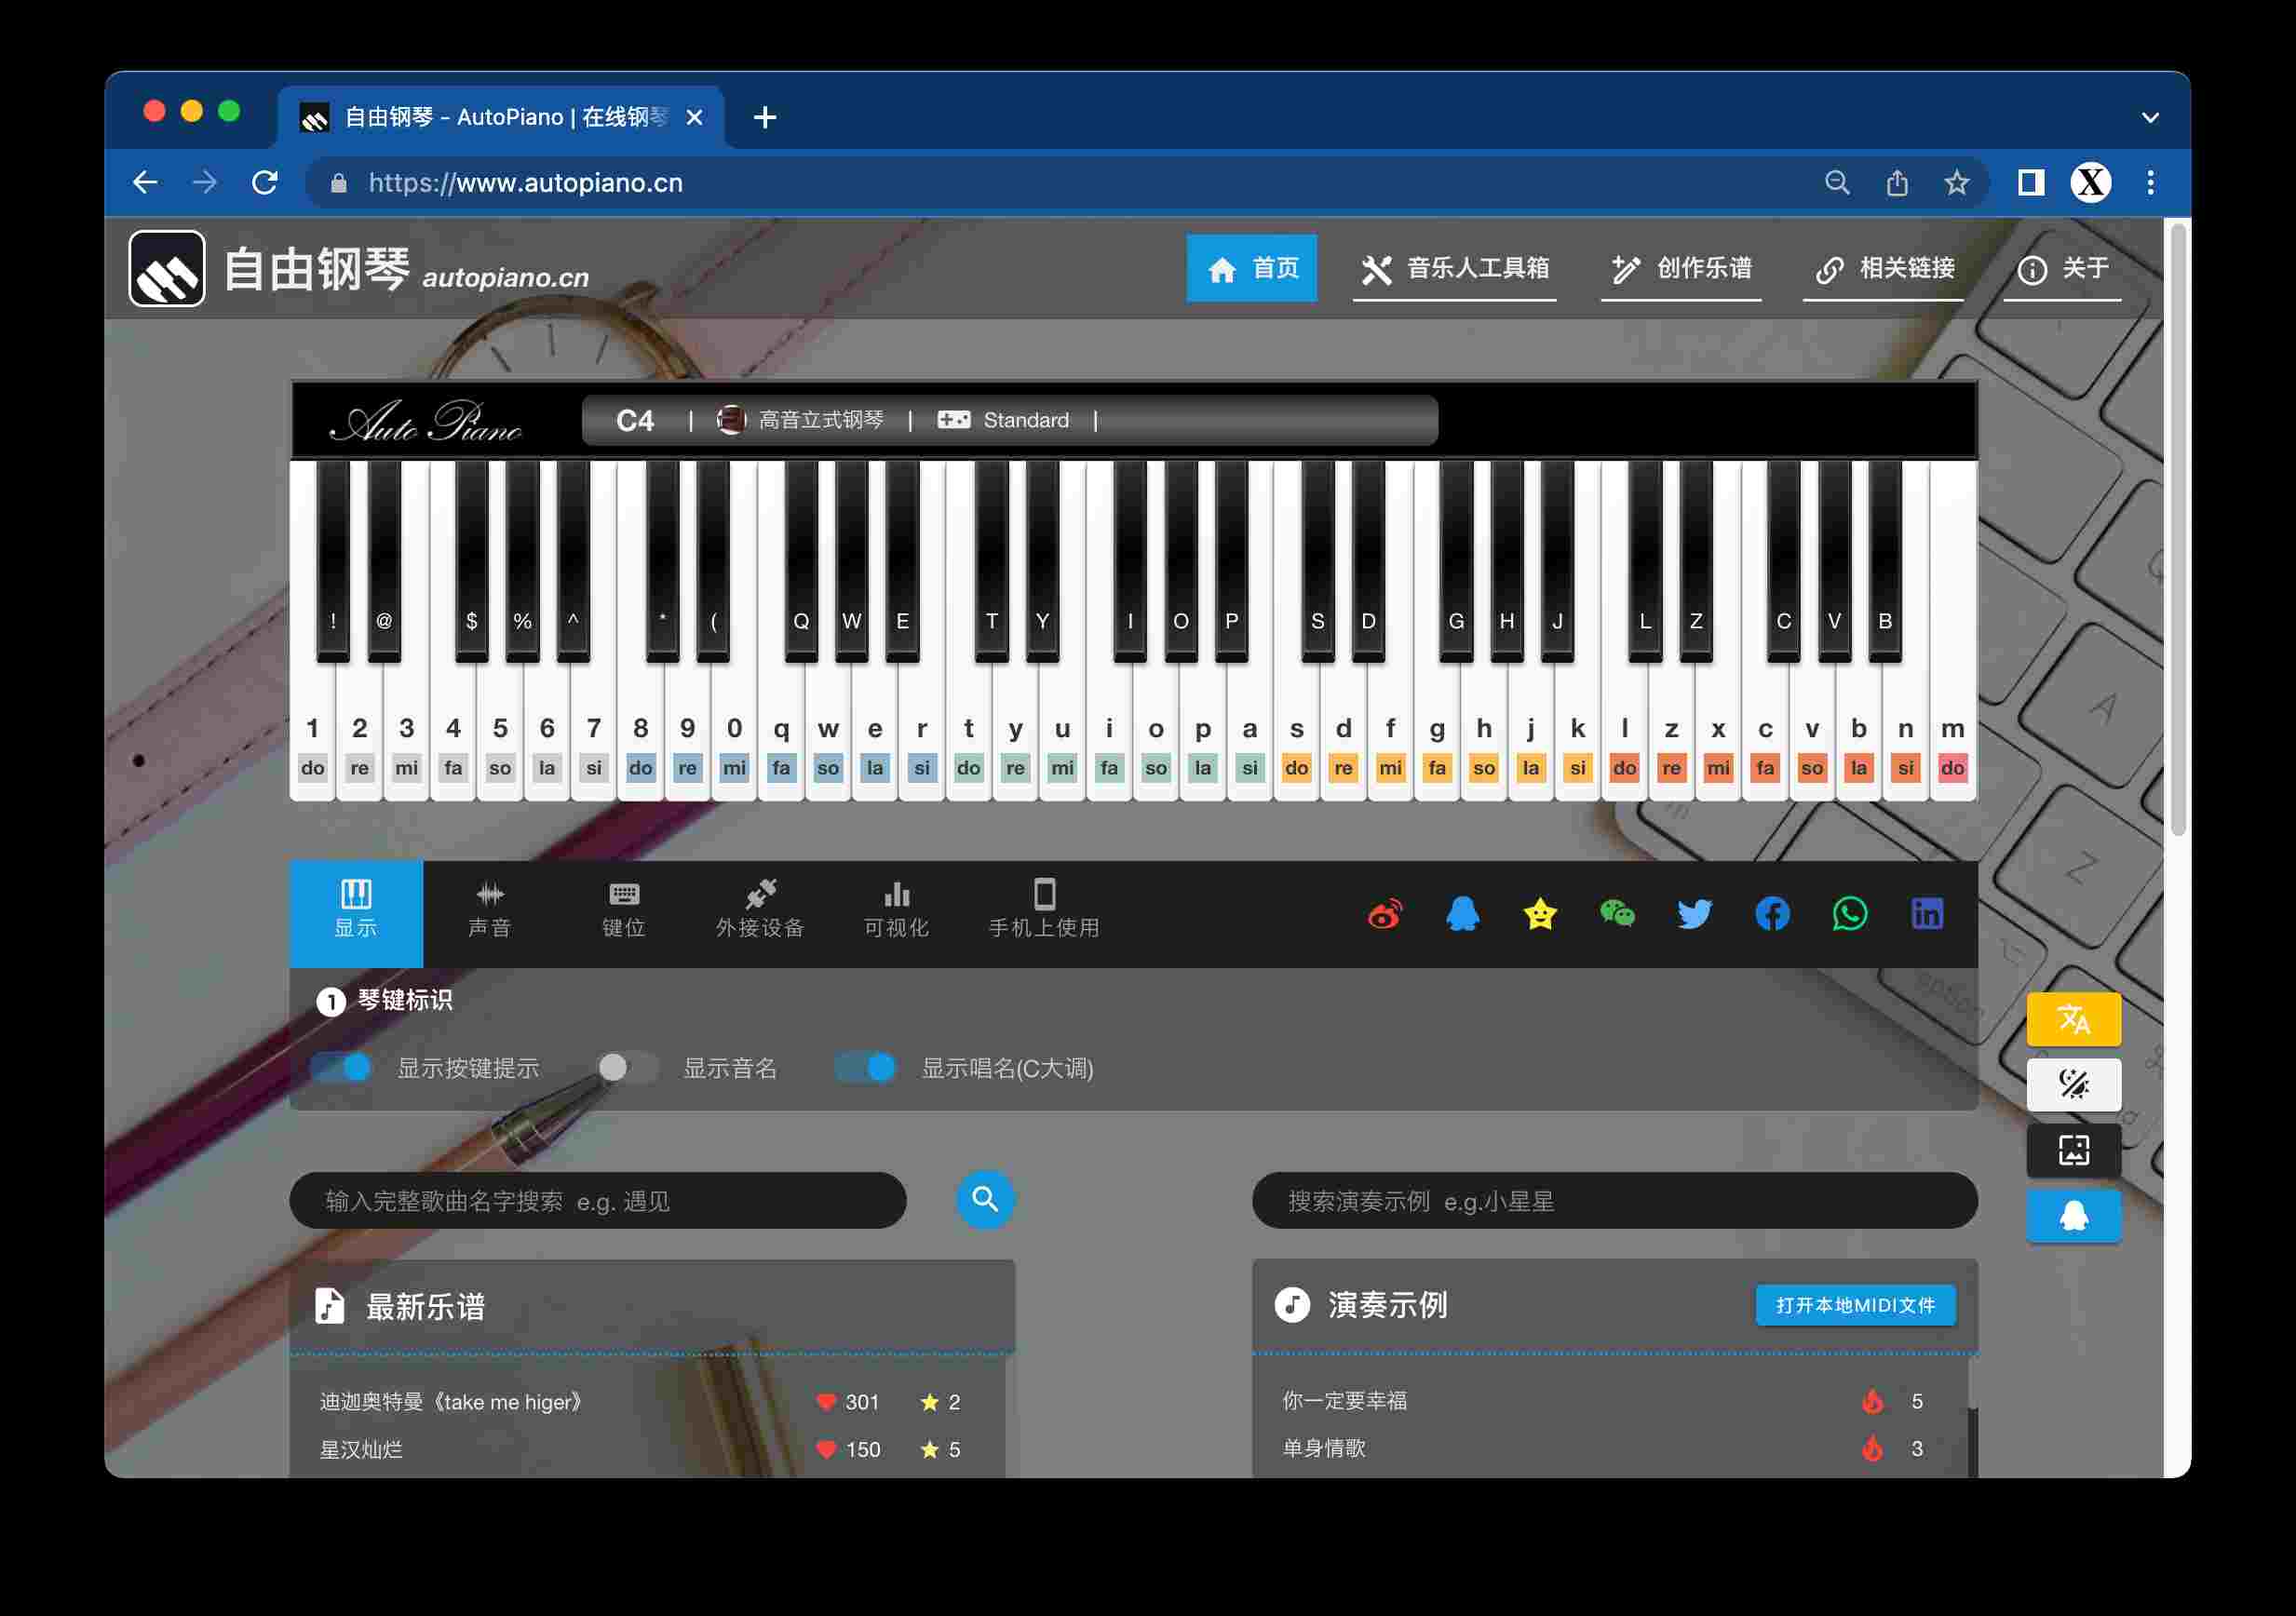 自由钢琴 - AutoPiano | 在线钢琴
https://www.autopiano.cn
X
自由钢琴 autopiano.cn
首页 音乐人工具箱 创作乐谱 相关链接 关于
Auto Piano C4 | 高音立式钢琴 | Standard |
! @ $ % ^ * ( Q W E T Y I O P S D G H J L Z C V B
1 2 3 4 5 6 7 8 9 0 q w e r t y u i o p a s d f g h j k l z x c v b n m
do re mi fa so la si do re mi fa so la si do re mi fa so la si do re mi fa so la si do re mi fa so la si do
显示 声音 键位 外接设备 可视化 手机上使用
1 琴键标识
显示按键提示 显示音名 显示唱名(C大调)
输入完整歌曲名字搜索 e.g. 遇见
搜索演奏示例 e.g.小星星
最新乐谱
演奏示例 打开本地MIDI文件
迪迦奥特曼《take me higer》 301 2
星汉灿烂 150 5
你一定要幸福 5
单身情歌 3